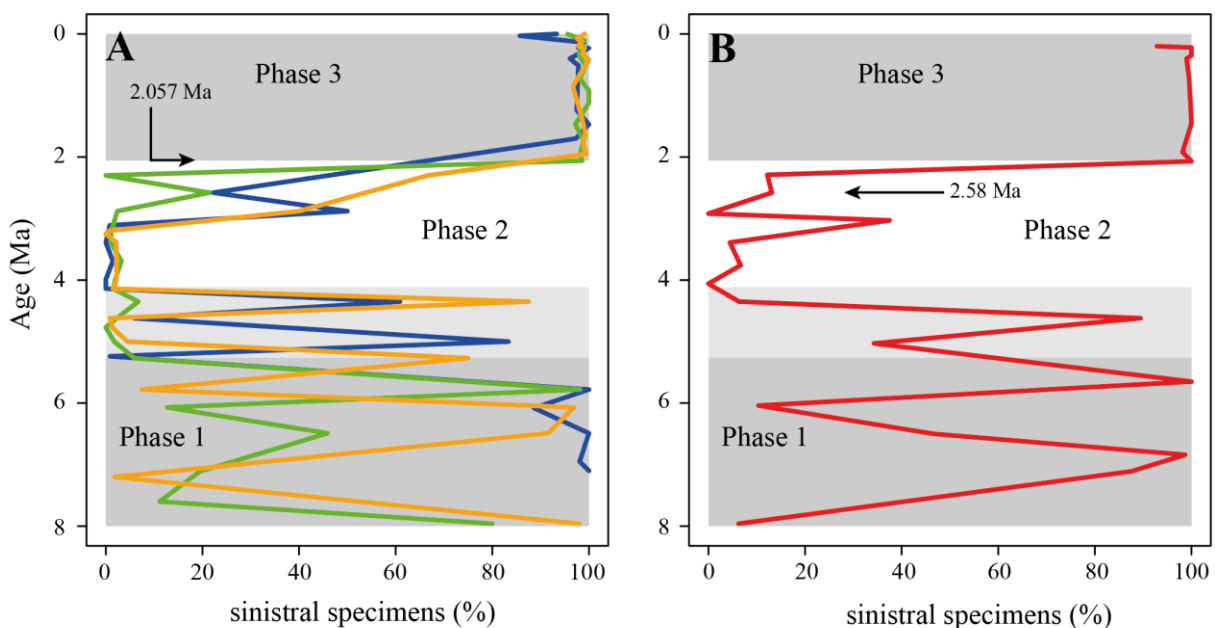 A
Phase 3
2.057 Ma
Phase 2
Phase 1
0
2
4
6
8
Age (Ma)
0 20 40 60 80 100
sinistral specimens (%)
B
Phase 3
2.58 Ma
Phase 2
Phase 1
0
2
4
6
8
0 20 40 60 80 100
sinistral specimens (%)